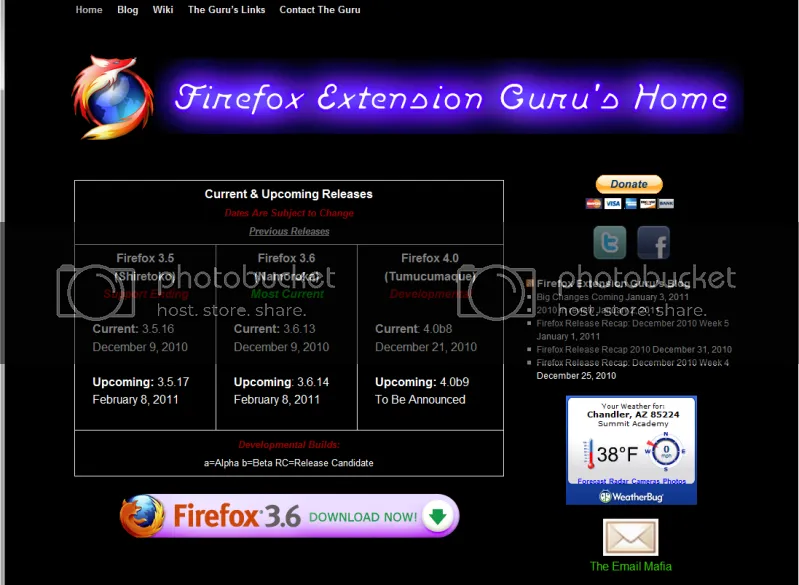 Home Blog Wiki The Guru's Links Contact The Guru
Firefox Extension Guru's Home
Current & Upcoming Releases
Dates Are Subject to Change
Previous Releases
Firefox 3.5
(Shiretoko)
Support Ending
Current: 3.5.16
December 9, 2010
Upcoming: 3.5.17
February 8, 2011
Firefox 3.6
(Namoroka)
Most Current
Current: 3.6.13
December 9, 2010
Upcoming: 3.6.14
February 8, 2011
Firefox 4.0
(Tumucumaque)
Developmental
Current: 4.0b8
December 21, 2010
Upcoming: 4.0b9
To Be Announced
Developmental Builds:
a=Alpha b=Beta RC=Release Candidate
Firefox 3.6 DOWNLOAD NOW!
Donate
VISA
BANK
Firefox Extension Guru's Blog
Big Changes Coming January 3, 2011
2010 January 1, 2011
Firefox Release Recap: December 2010 Week 5
January 1, 2011
Firefox Release Recap 2010 December 31, 2010
Firefox Release Recap: December 2010 Week 4
December 25, 2010
Your Weather for:
Chandler, AZ 85224
Summit Academy
38°F
N
W 0 E
mph
S
Forecast Radar Cameras Photos
WeatherBug
The Email Mafia
photobucket
host. store. share.
photobucket
host. store. share.